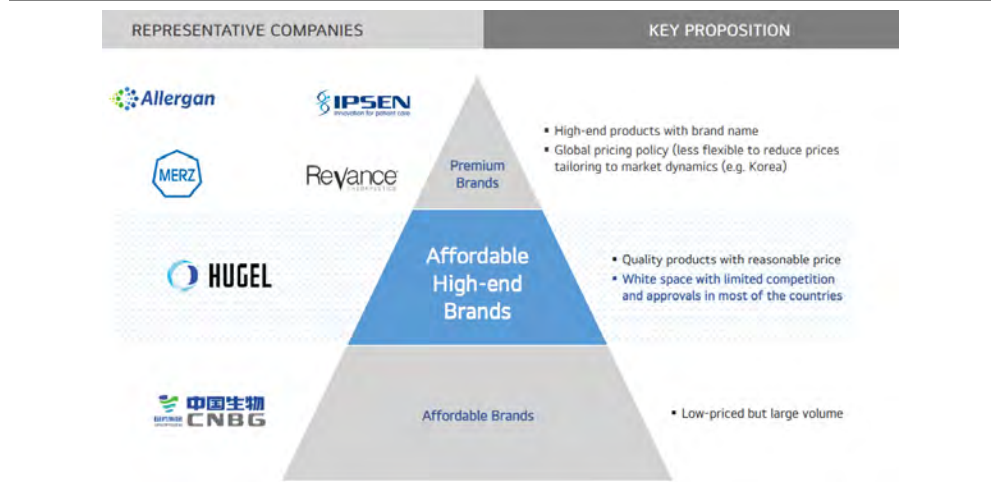 REPRESENTATIVE COMPANIES
KEY PROPOSITION
Allergan
IPSEN
Innovation for patient care
MERZ
Revance
Premium
Brands
▪ High-end products with brand name
▪ Global pricing policy (less flexible to reduce prices
tailoring to market dynamics (e.g. Korea)
HUGEL
Affordable
High-end
Brands
▪ Quality products with reasonable price
▪ White space with limited competition
and approvals in most of the countries
中国生物
CNBG
Affordable Brands
▪ Low-priced but large volume